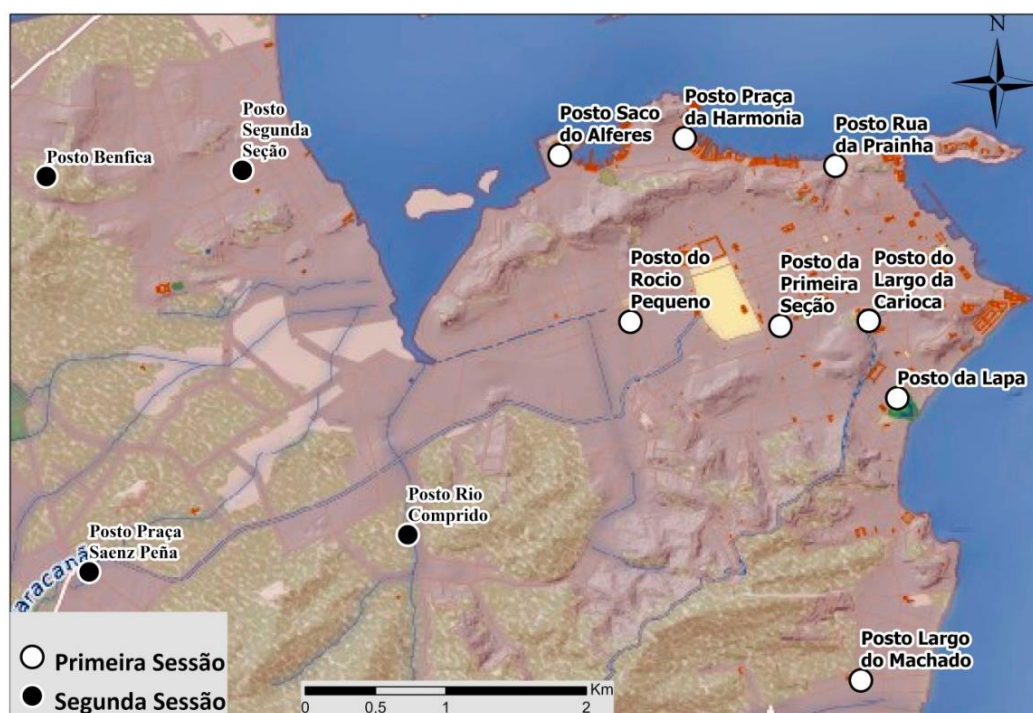 N
Posto Praça
da Harmonia
Posto Saco
do Alferes
Posto Rua
da Prainha
Posto
Segunda
Seção
Posto Benfica
Posto do
Rocio
Pequeno
Posto da
Primeira
Seção
Posto do
Largo da
Carioca
Posto da Lapa
Posto Rio
Comprido
Posto Praça
Saenz Peña
aracanã
Posto Largo
do Machado
Primeira Sessão
Segunda Sessão
Km
0 0.5 1 2